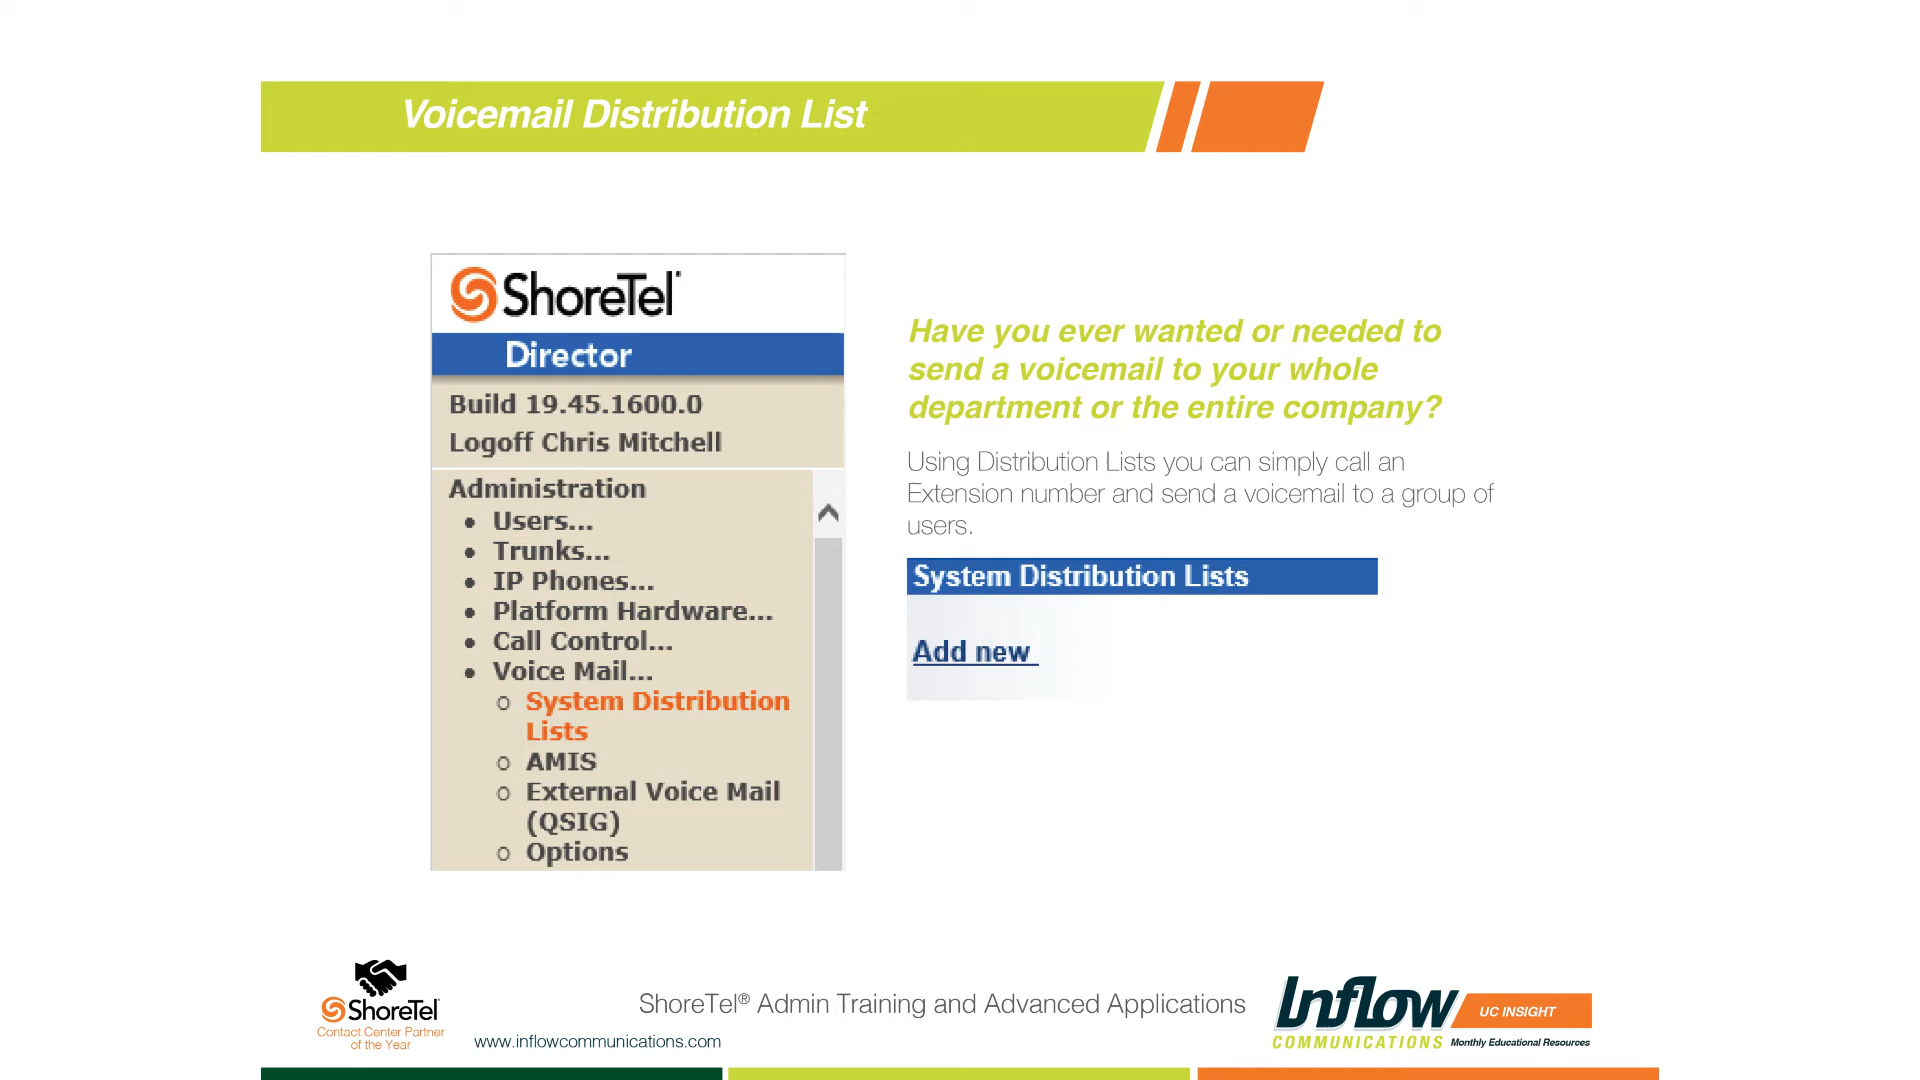 Voicemail Distribution List
ShoreTel
Director
Build 19.45.1600.0
Logoff Chris Mitchell
Administration
• Users...
• Trunks...
• IP Phones...
• Platform Hardware...
• Call Control...
• Voice Mail...
o System Distribution
Lists
o AMIS
o External Voice Mail
(QSIG)
o Options
Have you ever wanted or needed to
send a voicemail to your whole
department or the entire company?
Using Distribution Lists you can simply call an
Extension number and send a voicemail to a group of
users.
System Distribution Lists
Add new
ShoreTel
Contact Center Partner
of the Year
www.inflowcommunications.com
ShoreTel® Admin Training and Advanced Applications
Inflow
COMMUNICATIONS
UC INSIGHT
Monthly Educational Resources